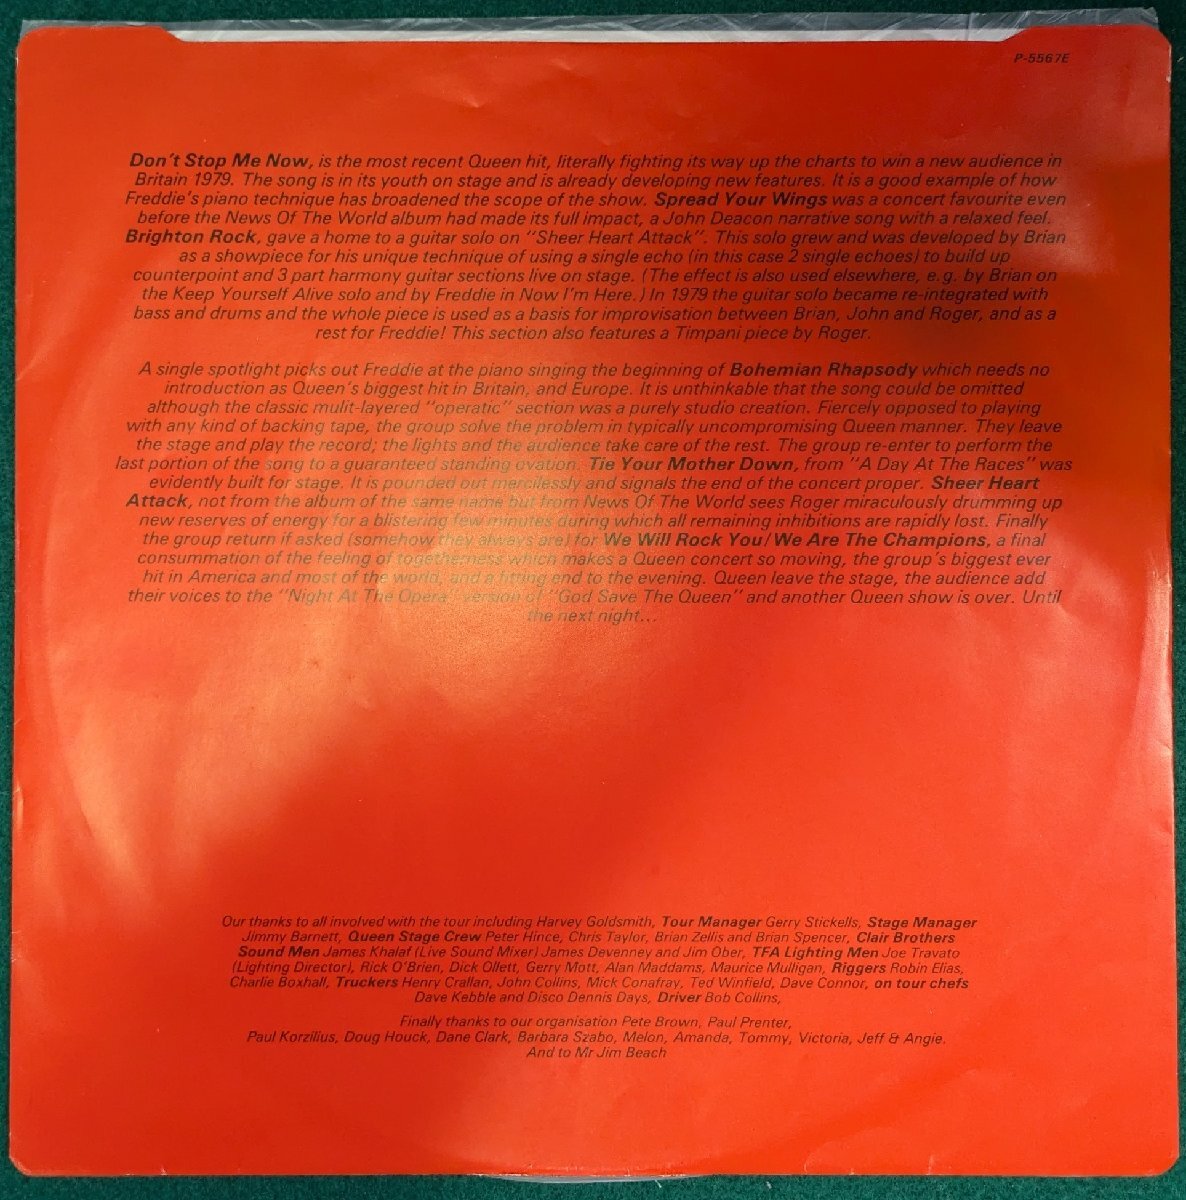 P-5567E
Don't Stop Me Now, is the most recent Queen hit, literally fighting its way up the charts to win a new audience in
Britain 1979. The song is in its youth on stage and is already developing new features. It is a good example of how
Freddie's piano technique has broadened the scope of the show. Spread Your Wings was a concert favourite even
before the News Of The World album had made its full impact, a John Deacon narrative song with a relaxed feel.
Brighton Rock, gave a home to a guitar solo on "Sheer Heart Attack". This solo grew and was developed by Brian
as a showpiece for his unique technique of using a single echo (in this case 2 single echoes) to build up
counterpoint and 3 part harmony guitar sections live on stage. (The effect is also used elsewhere, e.g. by Brian on
the Keep Yourself Alive solo and by Freddie in Now I'm Here.) In 1979 the guitar solo became re-integrated with
bass and drums and the whole piece is used as a basis for improvisation between Brian, John and Roger, and as a
rest for Freddie! This section also features a Timpani piece by Roger.
A single spotlight picks out Freddie at the piano singing the beginning of Bohemian Rhapsody which needs no
introduction as Queen's biggest hit in Britain, and Europe. It is unthinkable that the song could be omitted
although the classic mulit-layered "operatic" section was a purely studio creation. Fiercely opposed to playing
with any kind of backing tape, the group solve the problem in typically uncompromising Queen manner. They leave
the stage and play the record; the lights and the audience take care of the rest. The group re-enter to perform the
last portion of the song to a guaranteed standing ovation. Tie Your Mother Down, from "A Day At The Races" was
evidently built for stage. It is pounded out mercilessly and signals the end of the concert proper. Sheer Heart
Attack, not from the album of the same name but from News Of The World sees Roger miraculously drumming up
new reserves of energy for a blistering few minutes during which all remaining inhibitions are rapidly lost. Finally
the group return if asked (somehow they always are) for We Will Rock You/We Are The Champions, a final
consummation of the feeling of togetherness which makes a Queen concert so moving, the group's biggest ever
hit in America and most of the world, and a fitting end to the evening. Queen leave the stage, the audience add
their voices to the "Night At The Opera" version of "God Save The Queen" and another Queen show is over. Until
the next night...
Our thanks to all involved with the tour including Harvey Goldsmith, Tour Manager Gerry Stickells, Stage Manager
Jimmy Barnett, Queen Stage Crew Peter Hince, Chris Taylor, Brian Zellis and Brian Spencer, Clair Brothers
Sound Men James Khalaf (Live Sound Mixer) James Devenney and Jim Ober, TFA Lighting Men Joe Travato
(Lighting Director), Rick O'Brien, Dick Ollett, Gerry Mott, Alan Maddams, Maurice Mulligan, Riggers Robin Elias,
Charlie Boxhall, Truckers Henry Crallan, John Collins, Mick Conafray, Ted Winfield, Dave Connor, on tour chefs
Dave Kebble and Disco Dennis Days, Driver Bob Collins,
Finally thanks to our organisation Pete Brown, Paul Prenter,
Paul Korzilius, Doug Houck, Dane Clark, Barbara Szabo, Melon, Amanda, Tommy, Victoria, Jeff & Angie.
And to Mr Jim Beach